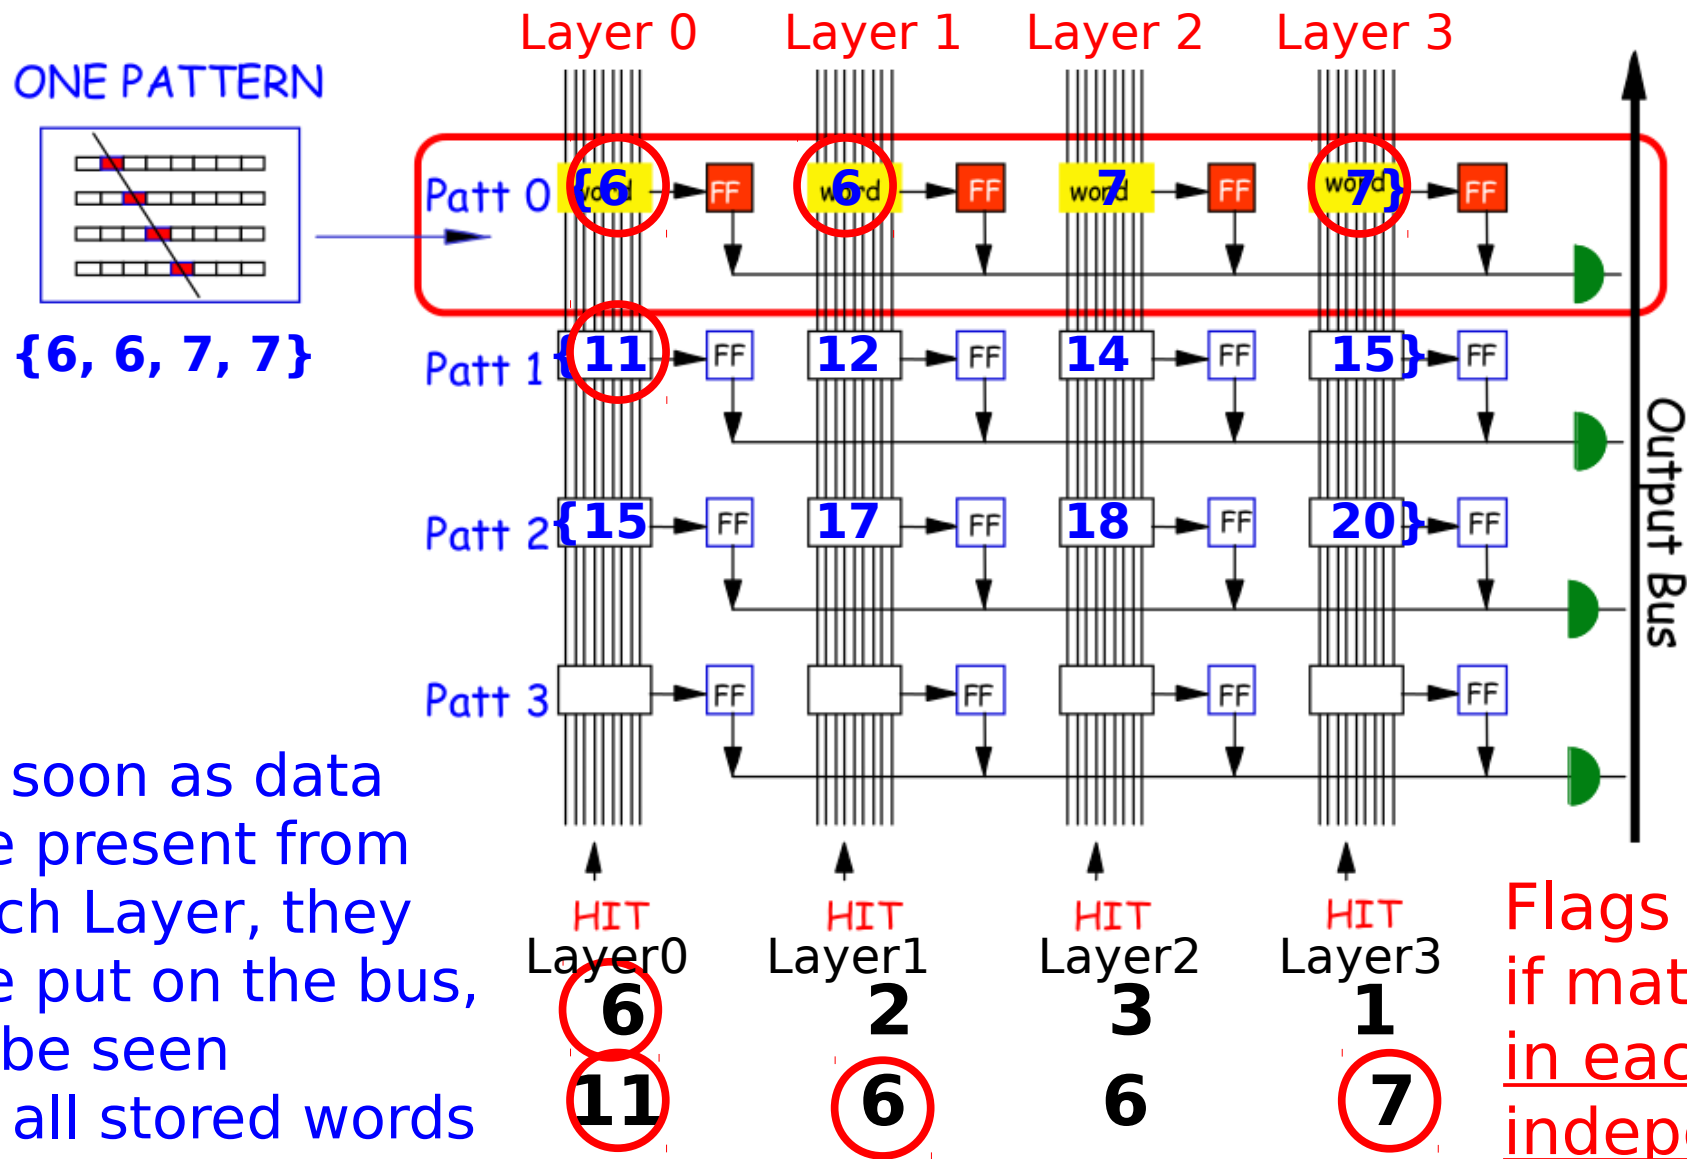 Layer 0 Layer 1 Layer 2 Layer 3
ONE PATTERN
{6, 6, 7, 7}
Patt 0 word {6 FF word 6 FF word 7 FF word 7} FF
Patt 1 {11 FF 12 FF 14 FF 15} FF
Patt 2 {15 FF 17 FF 18 FF 20} FF
Patt 3 FF FF FF FF
Output Bus
soon as data
e present from
ch Layer, they
e put on the bus,
be seen
all stored words
HIT HIT HIT HIT
Layer0 Layer1 Layer2 Layer3
6 2 3 1
11 6 6 7
Flags
if mat
in eac
indep